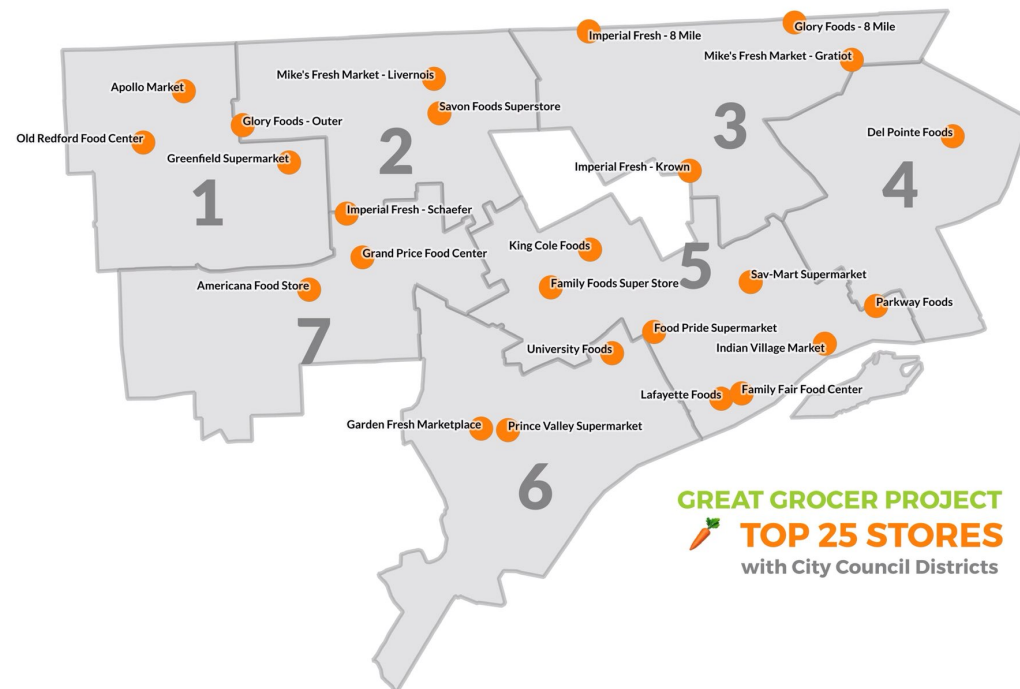 Imperial Fresh - 8 Mile
Glory Foods - 8 Mile
Mike's Fresh Market - Gratiot
Mike's Fresh Market - Livernois
Apollo Market
Savon Foods Superstore
Glory Foods - Outer
Old Redford Food Center
Greenfield Supermarket
Del Pointe Foods
Imperial Fresh - Krown
1
2
3
4
Imperial Fresh - Schaefer
Grand Price Food Center
King Cole Foods
5
Sav-Mart Supermarket
Americana Food Store
Family Foods Super Store
Parkway Foods
7
Food Pride Supermarket
University Foods
Indian Village Market
Lafayette Foods
Family Fair Food Center
Garden Fresh Marketplace
Prince Valley Supermarket
6
GREAT GROCER PROJECT
TOP 25 STORES
with City Council Districts